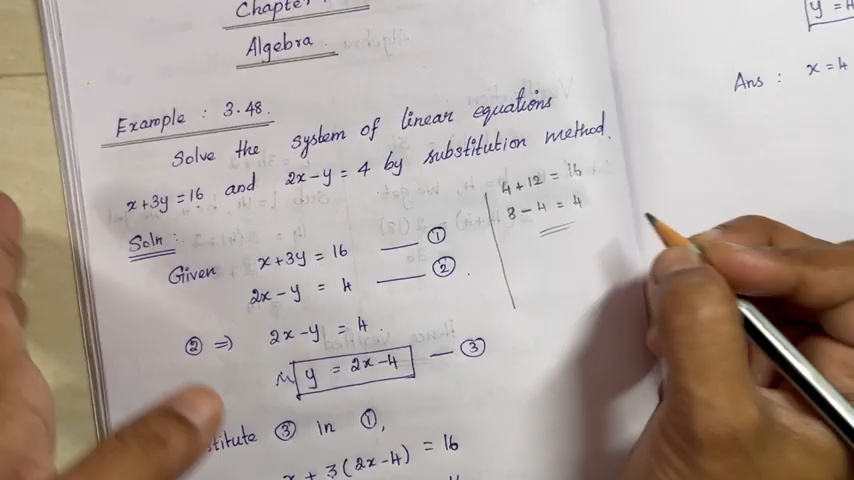 Chapter
Algebra.
Example : 3.48.
Solve the system of linear equations
x+3y = 16 and 2x-y = 4 by substitution method.
4+12 = 16
8-4 = 4
Soln :
Given x+3y = 16 —— ①
2x-y = 4 —— ②.
② ⇒ 2x-y = 4.
y = 2x-4 — ③
③ in ①,
x + 3(2x-4) = 16
Ans : x = 4